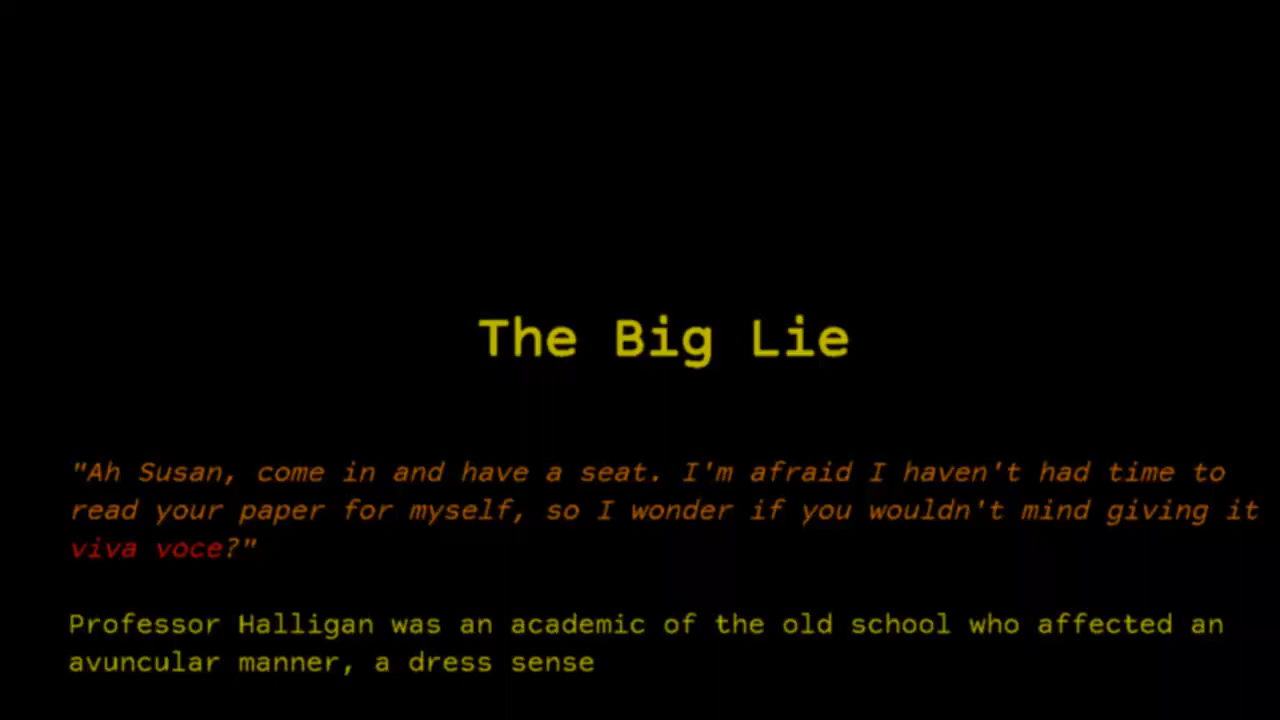 The Big Lie
"Ah Susan, come in and have a seat. I'm afraid I haven't had time to
read your paper for myself, so I wonder if you wouldn't mind giving it
viva voce?"
Professor Halligan was an academic of the old school who affected an
avuncular manner, a dress sense